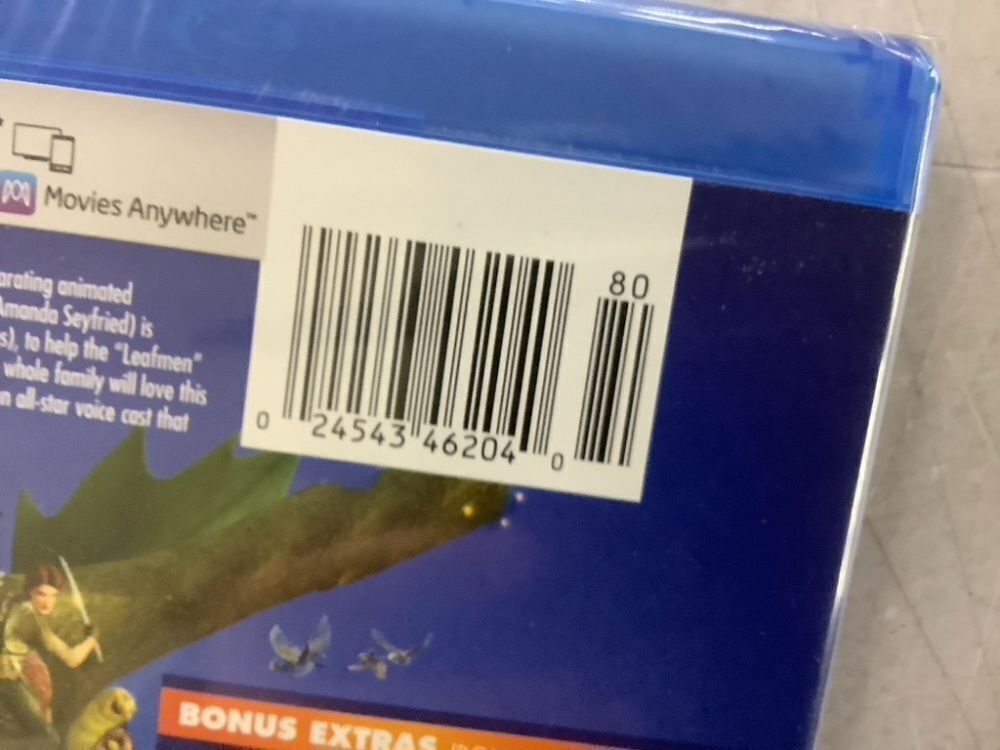 Movies Anywhere™
80
0 24543 46204 0
arating animated
Amanda Seyfried) is
s), to help the "Leafmen"
whole family will love this
n all-star voice cast that
BONUS EXTRAS